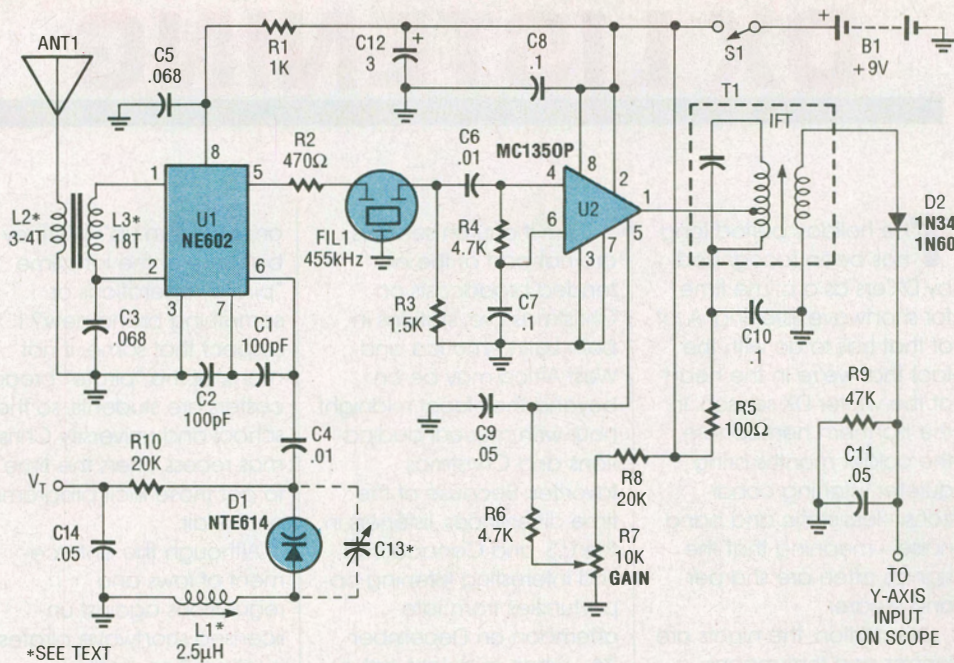 ANT1
C5
.068
R1
1K
C12
3
+
C8
.1
S1
+
B1
+9V
T1
IFT
R2
470Ω
C6
.01
MC1350P
8
1
5
U1
NE602
L2*
3-4T
L3*
18T
2
6
3
7
FIL1
455kHz
R4
4.7K
4
8
2
U2
1
6
7
5
3
D2
1N34
1N60
C3
.068
C1
100pF
C2
100pF
R3
1.5K
C7
.1
C10
.1
R9
47K
R10
20K
VT
C4
.01
C9
.05
R8
20K
R5
100Ω
C11
.05
D1
NTE614
R6
4.7K
R7
10K
GAIN
C14
.05
C13+
L1*
2.5µH
TO
Y-AXIS
INPUT
ON SCOPE
*SEE TEXT